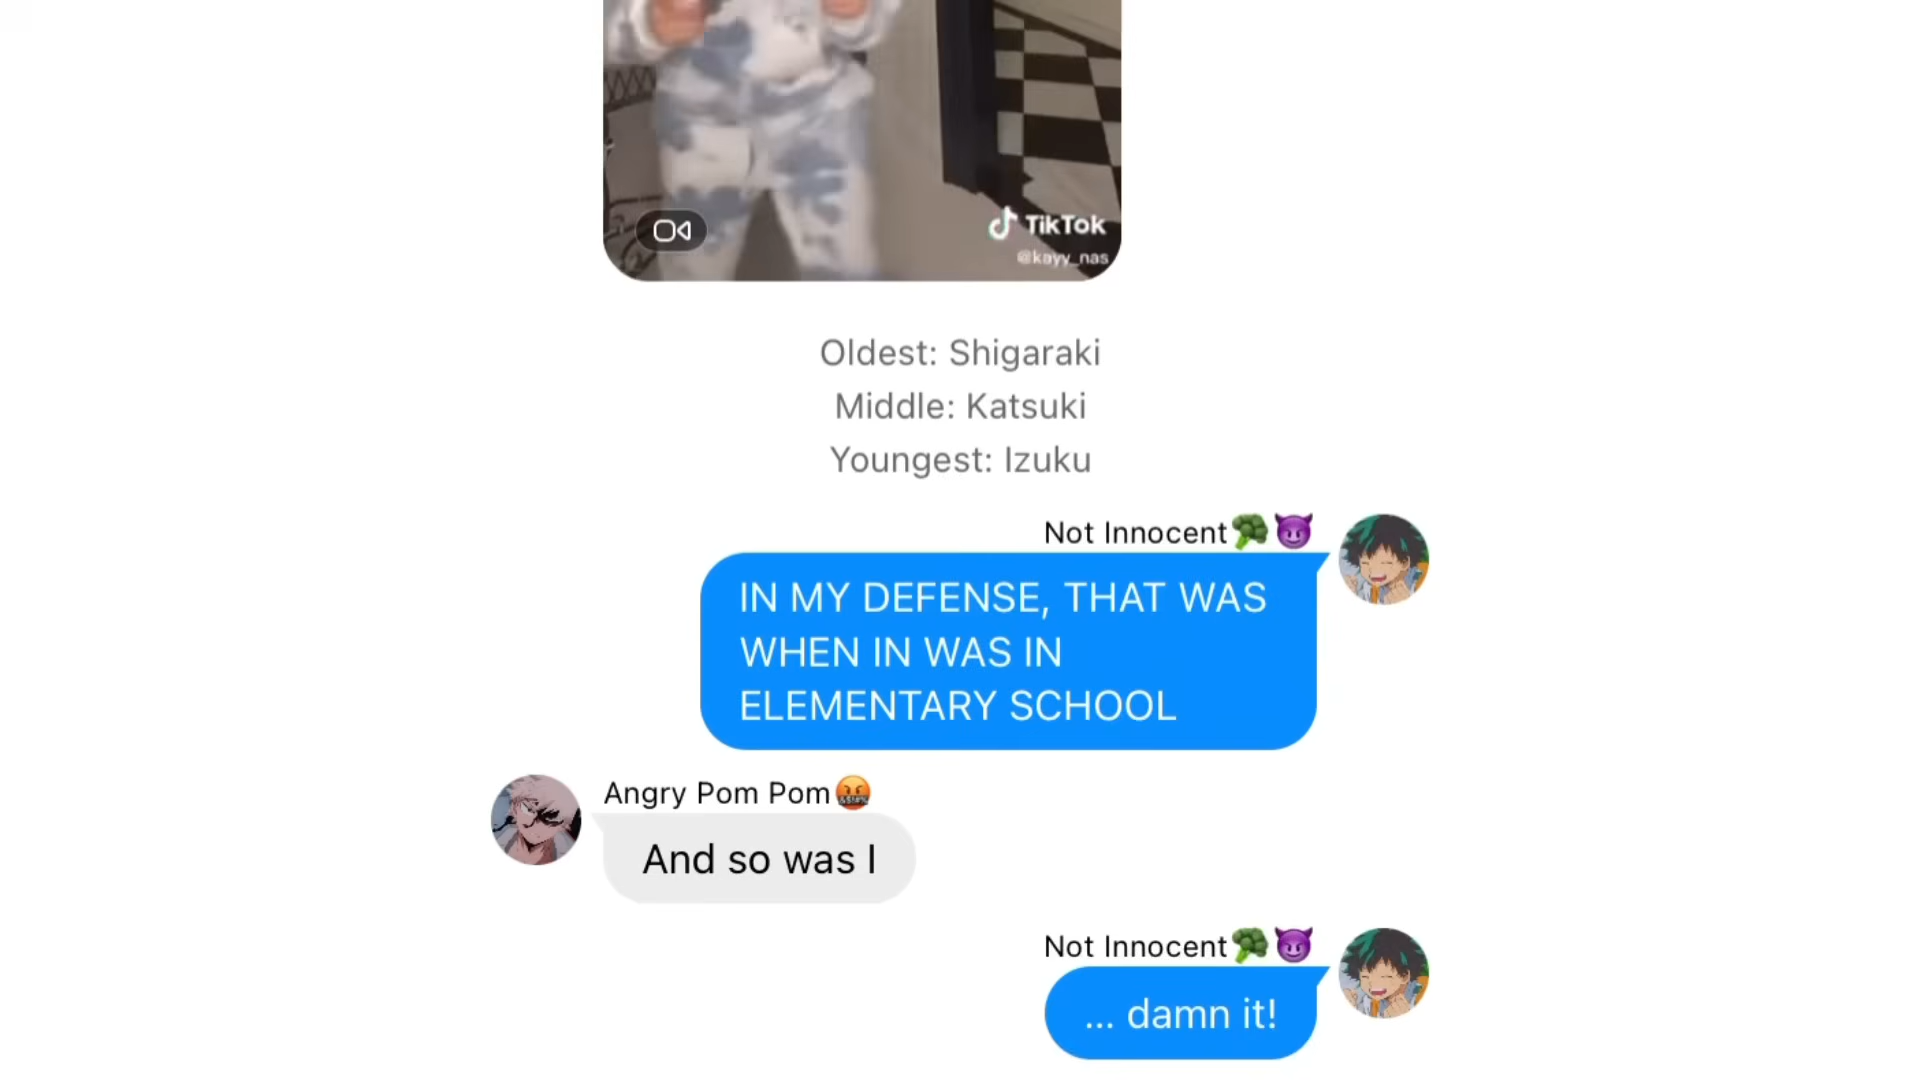 TikTok
@kayy_nas
Oldest: Shigaraki
Middle: Katsuki
Youngest: Izuku
Not Innocent🥦😈
IN MY DEFENSE, THAT WAS
WHEN IN WAS IN
ELEMENTARY SCHOOL
Angry Pom Pom🤬
And so was I
Not Innocent🥦😈
... damn it!